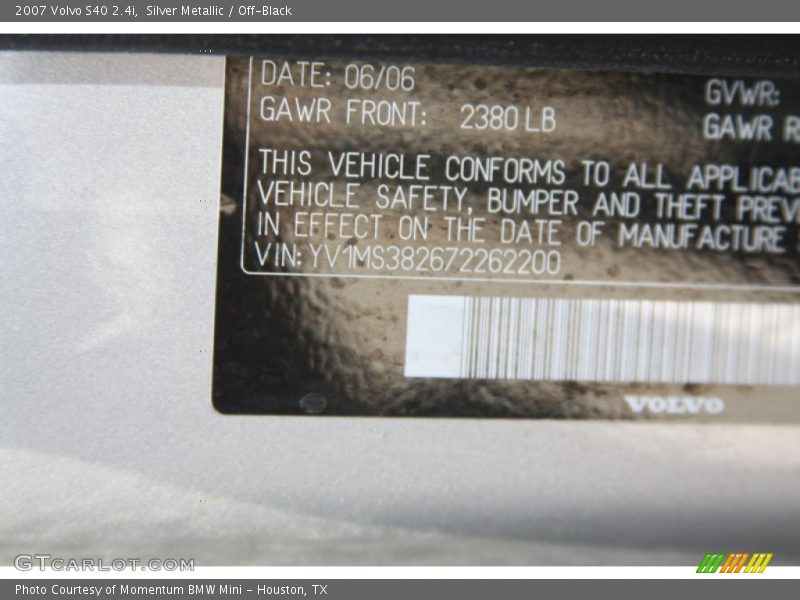 2007 Volvo S40 2.4i, Silver Metallic / Off-Black
DATE: 06/06
GVWR:
GAWR FRONT: 2380 LB
GAWR R
THIS VEHICLE CONFORMS TO ALL APPLICAB
VEHICLE SAFETY, BUMPER AND THEFT PREV
IN EFFECT ON THE DATE OF MANUFACTURE
VIN: YV1MS382672262200
VOLVO
GTCARLOT.COM
Photo Courtesy of Momentum BMW Mini - Houston, TX